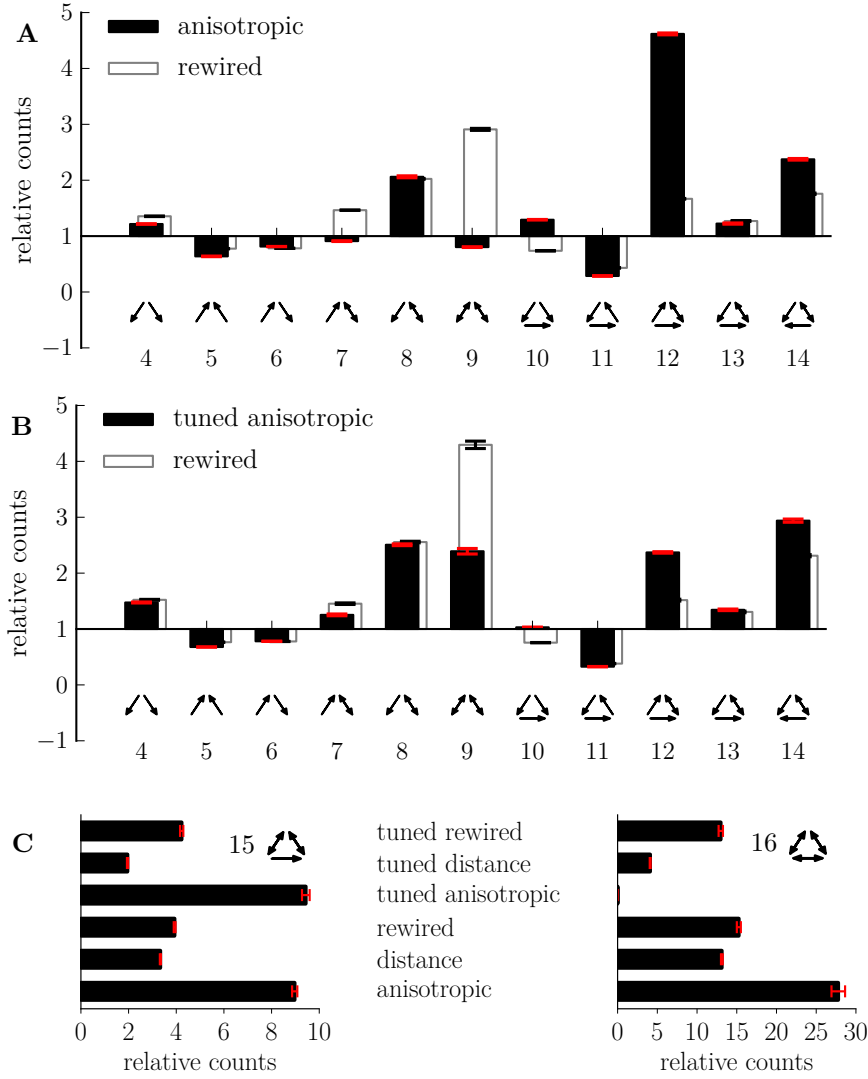 A
anisotropic
rewired
relative counts
5
4
3
2
1
0
−1
4 5 6 7 8 9 10 11 12 13 14
B
tuned anisotropic
rewired
relative counts
5
4
3
2
1
0
−1
4 5 6 7 8 9 10 11 12 13 14
C
15
tuned rewired
tuned distance
tuned anisotropic
rewired
distance
anisotropic
16
0 2 4 6 8 10
relative counts
0 5 10 15 20 25 30
relative counts